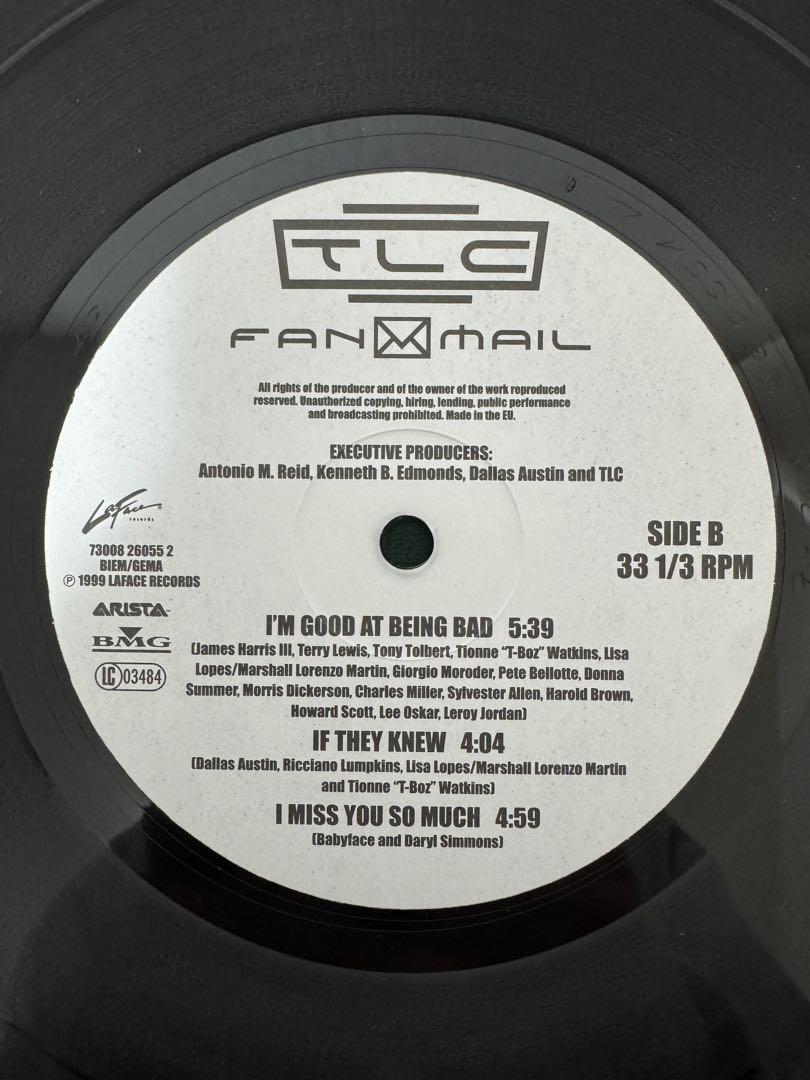 TLC
FANMAIL
All rights of the producer and of the owner of the work reproduced
reserved. Unauthorized copying, hiring, lending, public performance
and broadcasting prohibited. Made in the EU.
EXECUTIVE PRODUCERS:
Antonio M. Reid, Kenneth B. Edmonds, Dallas Austin and TLC
LaFace
records
73008 26055 2
BIEM/GEMA
℗ 1999 LAFACE RECORDS
ARISTA
BMG
LC 03484
SIDE B
33 1/3 RPM
I'M GOOD AT BEING BAD 5:39
(James Harris III, Terry Lewis, Tony Tolbert, Tionne "T-Boz" Watkins, Lisa
Lopes/Marshall Lorenzo Martin, Giorgio Moroder, Pete Bellotte, Donna
Summer, Morris Dickerson, Charles Miller, Sylvester Allen, Harold Brown,
Howard Scott, Lee Oskar, Leroy Jordan)
IF THEY KNEW 4:04
(Dallas Austin, Ricciano Lumpkins, Lisa Lopes/Marshall Lorenzo Martin
and Tionne "T-Boz" Watkins)
I MISS YOU SO MUCH 4:59
(Babyface and Daryl Simmons)